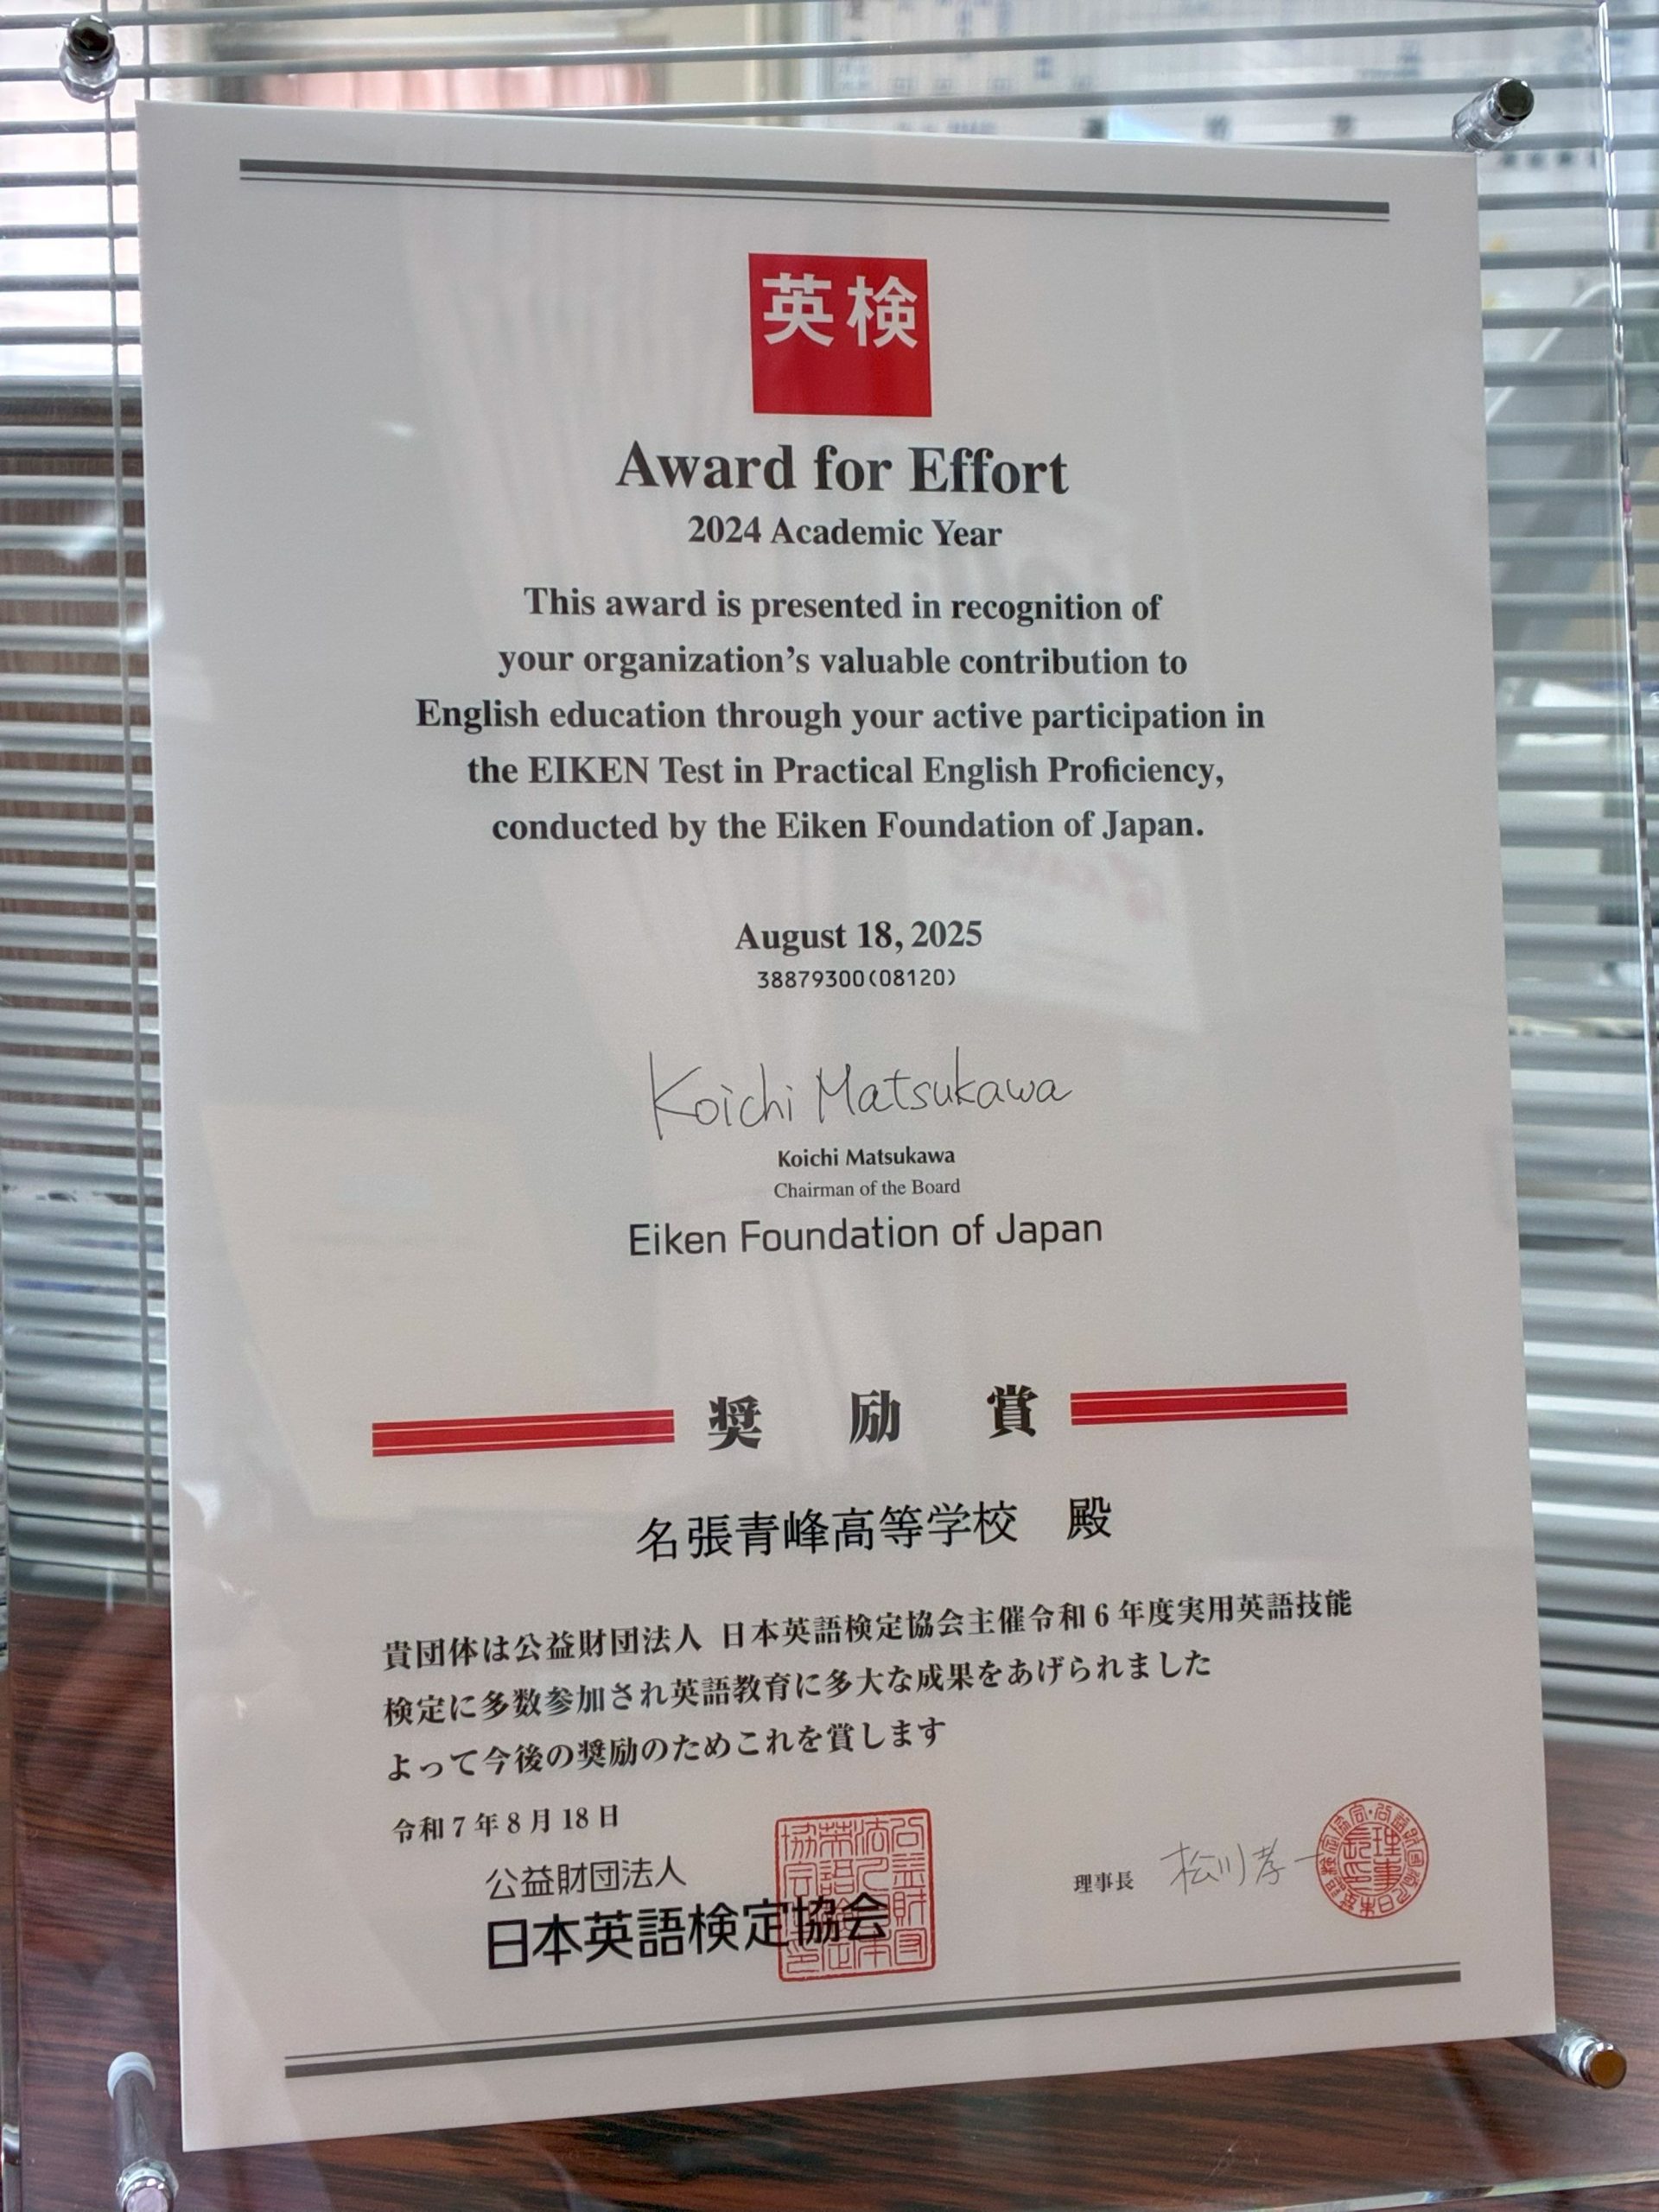 英検
Award for Effort
2024 Academic Year
This award is presented in recognition of
your organization's valuable contribution to
English education through your active participation in
the EIKEN Test in Practical English Proficiency,
conducted by the Eiken Foundation of Japan.
August 18, 2025
38879300(08120)
Koichi Matsukawa
Koichi Matsukawa
Chairman of the Board
Eiken Foundation of Japan
奨励賞
名張青峰高等学校 殿
貴団体は公益財団法人 日本英語検定協会主催令和6年度実用英語技能
検定に多数参加され英語教育に多大な成果をあげられました
よって今後の奨励のためこれを賞します
令和7年8月18日
公益財団法人
日本英語検定協会
理事長 松川孝一